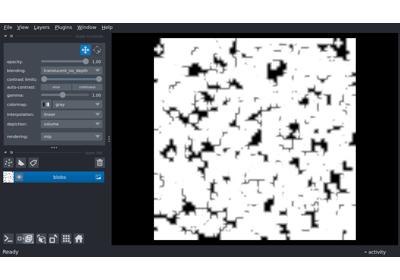 File View Layers Plugins Window Help
opacity: 1.00
blending: translucent_no_depth
contrast limits:
auto-contrast: once continuous
gamma: 1.00
colormap: gray
interpolation: linear
depiction: volume
rendering: mip
blobs
Ready activity